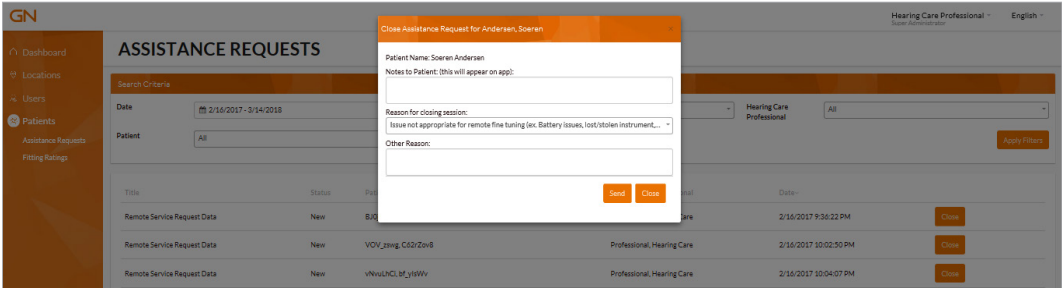 GN
Hearing Care Professional
Super Administrator
English
Dashboard
Locations
Users
Patients
Assistance Requests
Fitting Ratings
ASSISTANCE REQUESTS
Search Criteria
Date
2/16/2017 - 3/14/2018
Patient
All
Hearing Care
Professional
All
Apply Filters
Close Assistance Request for Andersen, Soeren
Patient Name: Soeren Andersen
Notes to Patient: (this will appear on app):
Reason for closing session:
Issue not appropriate for remote fine tuning (ex. Battery issues, lost/stolen instrument,...
Other Reason:
Send Close
Title Status Date
Remote Service Request Data New 2/16/2017 9:36:22 PM Close
Remote Service Request Data New VOV_zswg, C62rZov8 Professional, Hearing Care 2/16/2017 10:02:50 PM Close
Remote Service Request Data New Professional, Hearing Care 2/16/2017 10:04:07 PM Close